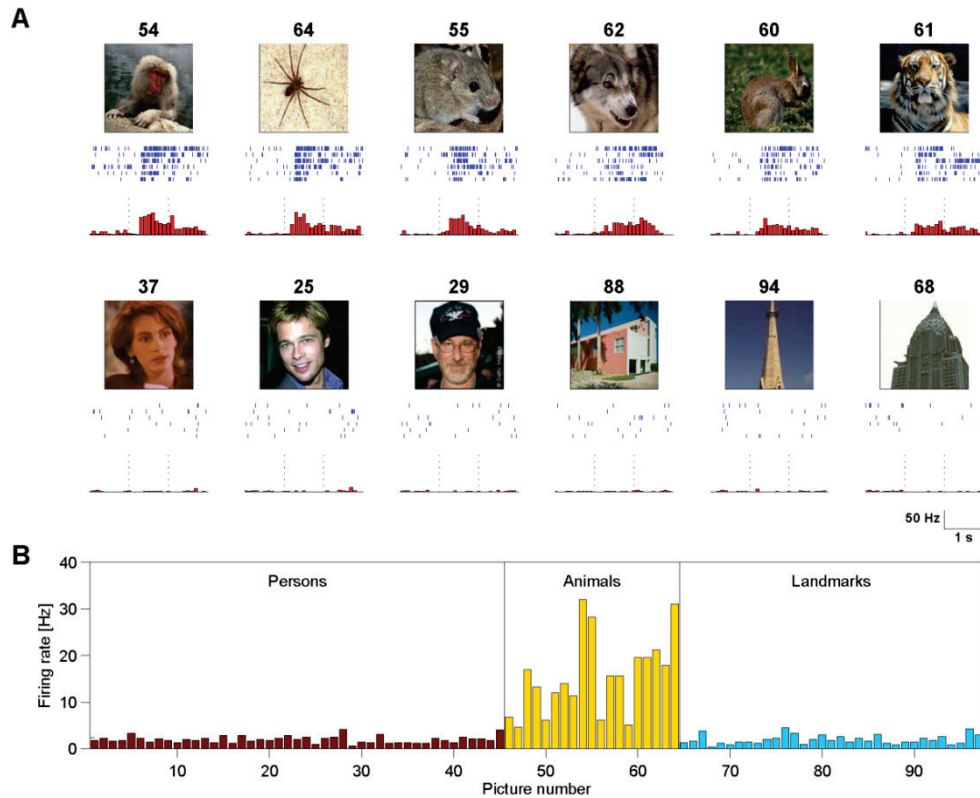 A
54 64 55 62 60 61
37 25 29 88 94 68
50 Hz
1 s
B
Persons Animals Landmarks
40
30
20
10
0
Firing rate [Hz]
10 20 30 40 50 60 70 80 90
Picture number